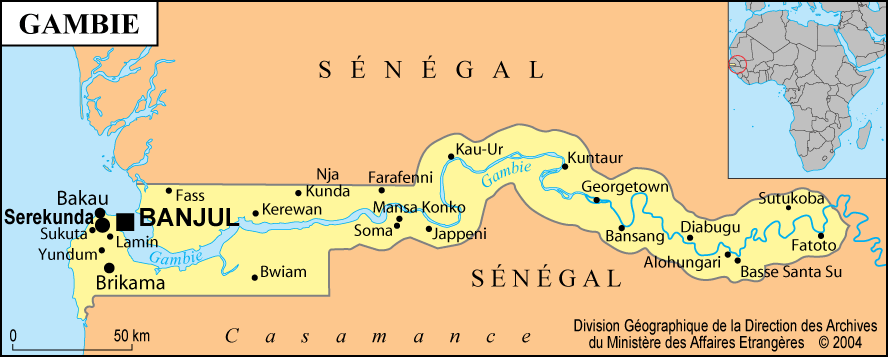 GAMBIE
SÉNÉGAL
Kau-Ur
Kuntaur
Nja
Kunda
Farafenni
Gambie
Fass
Georgetown
Sutukoba
Bakau
Kerewan
Mansa Konko
Serekunda
BANJUL
Sukuta
Lamin
Soma
Jappeni
Bansang
Diabugu
Fatoto
Yundum
Gambie
Alohungari
Basse Santa Su
Bwiam
SÉNÉGAL
Brikama
Casamance
0 50 km
Division Géographique de la Direction des Archives
du Ministère des Affaires Etrangères © 2004